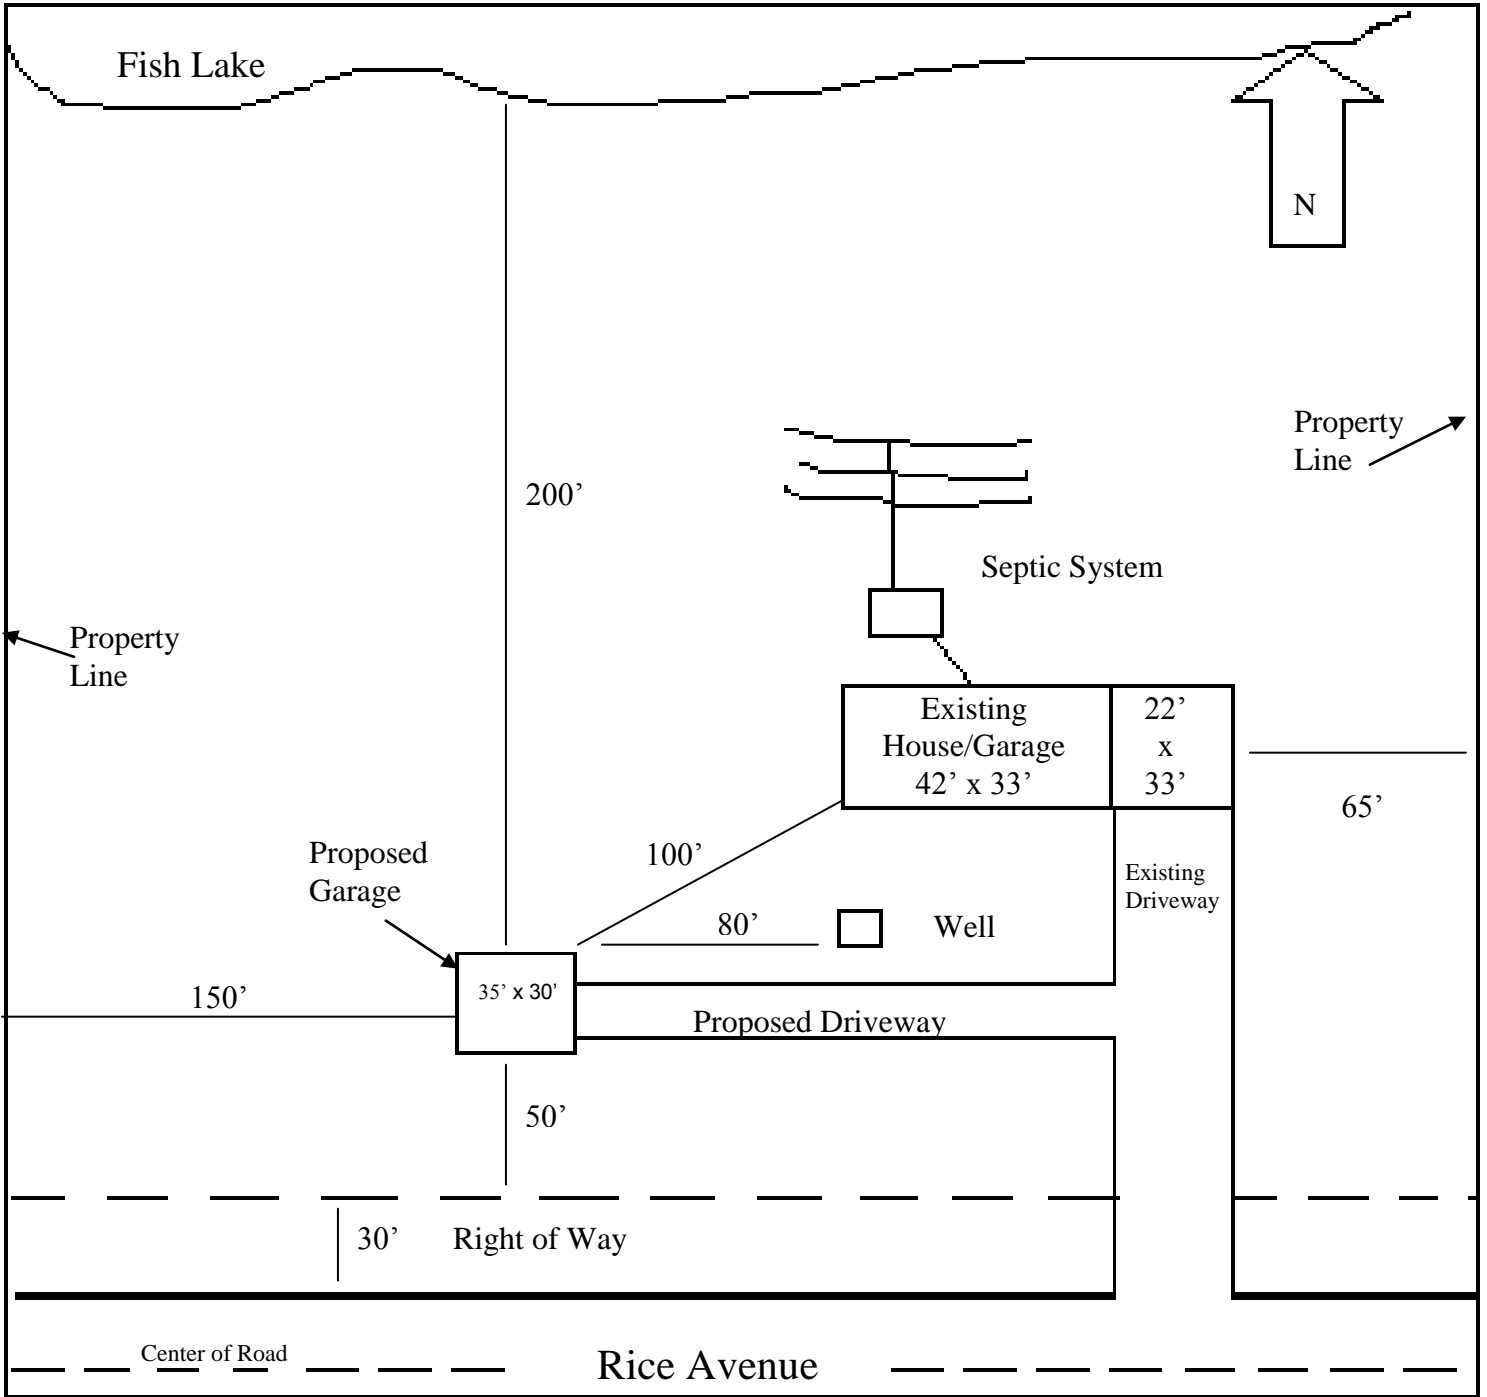 Fish Lake
N
Property
Line
200’
Septic System
Property
Line
Existing
House/Garage
42’ x 33’
22’
x
33’
65’
Proposed
Garage
100’
Existing
Driveway
80’
Well
150’
35’ x 30’
Proposed Driveway
50’
30’
Right of Way
Center of Road
Rice Avenue